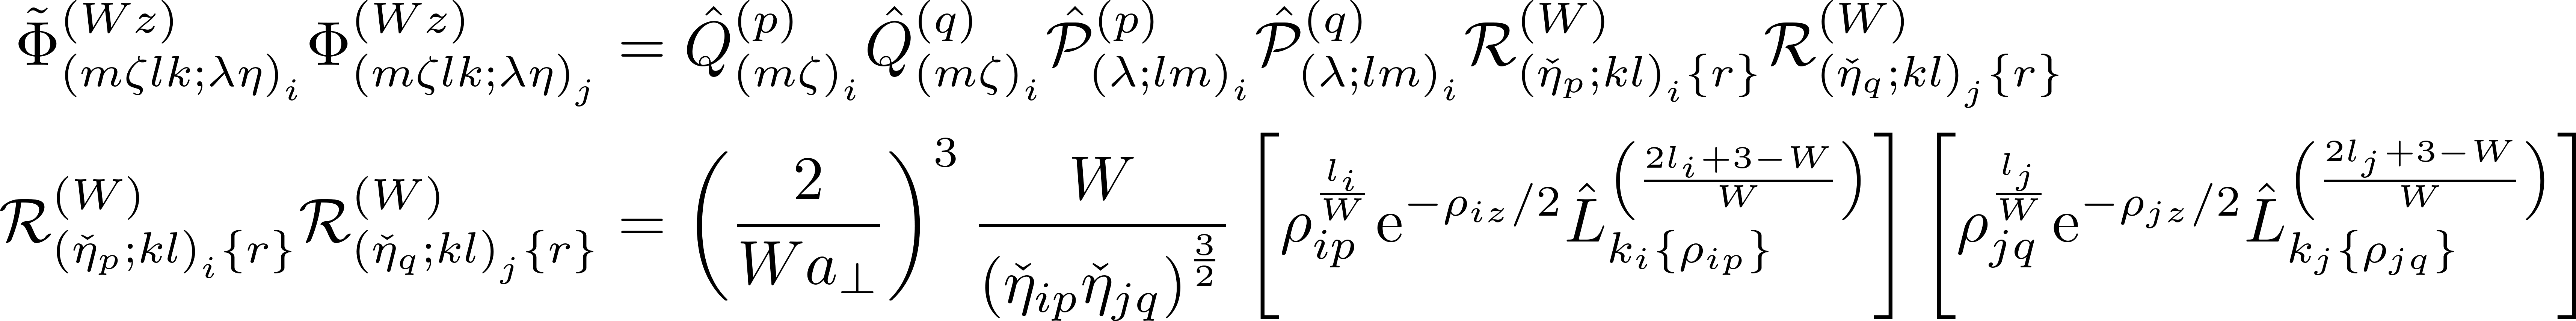 \tilde{\Phi}^{(Wz)}_{(m\zeta lk;\lambda\eta)_i} \Phi^{(Wz)}_{(m\zeta lk;\lambda\eta)_j} = \hat{Q}^{(p)}_{(m\zeta)_i} \hat{Q}^{(q)}_{(m\zeta)_i} \hat{\mathcal{P}}^{(p)}_{(\lambda;lm)_i} \hat{\mathcal{P}}^{(q)}_{(\lambda;lm)_i} \mathcal{R}^{(W)}_{(\check{\eta}_p;kl)_i\{r\}} \mathcal{R}^{(W)}_{(\check{\eta}_q;kl)_j\{r\}}
\mathcal{R}^{(W)}_{(\check{\eta}_p;kl)_i\{r\}} \mathcal{R}^{(W)}_{(\check{\eta}_q;kl)_j\{r\}} = \left(\frac{2}{Wa_\perp}\right)^3 \frac{W}{(\check{\eta}_{ip}\check{\eta}_{jq})^{\frac{3}{2}}} \left[\rho_{ip}^{\frac{l_i}{W}} \mathrm{e}^{-\rho_{iz}/2} \hat{L}^{\left(\frac{2l_i+3-W}{W}\right)}_{k_i\{\rho_{ip}\}}\right] \left[\rho_{jq}^{\frac{l_j}{W}} \mathrm{e}^{-\rho_{jz}/2} \hat{L}^{\left(\frac{2l_j+3-W}{W}\right)}_{k_j\{\rho_{jq}\}}\right]